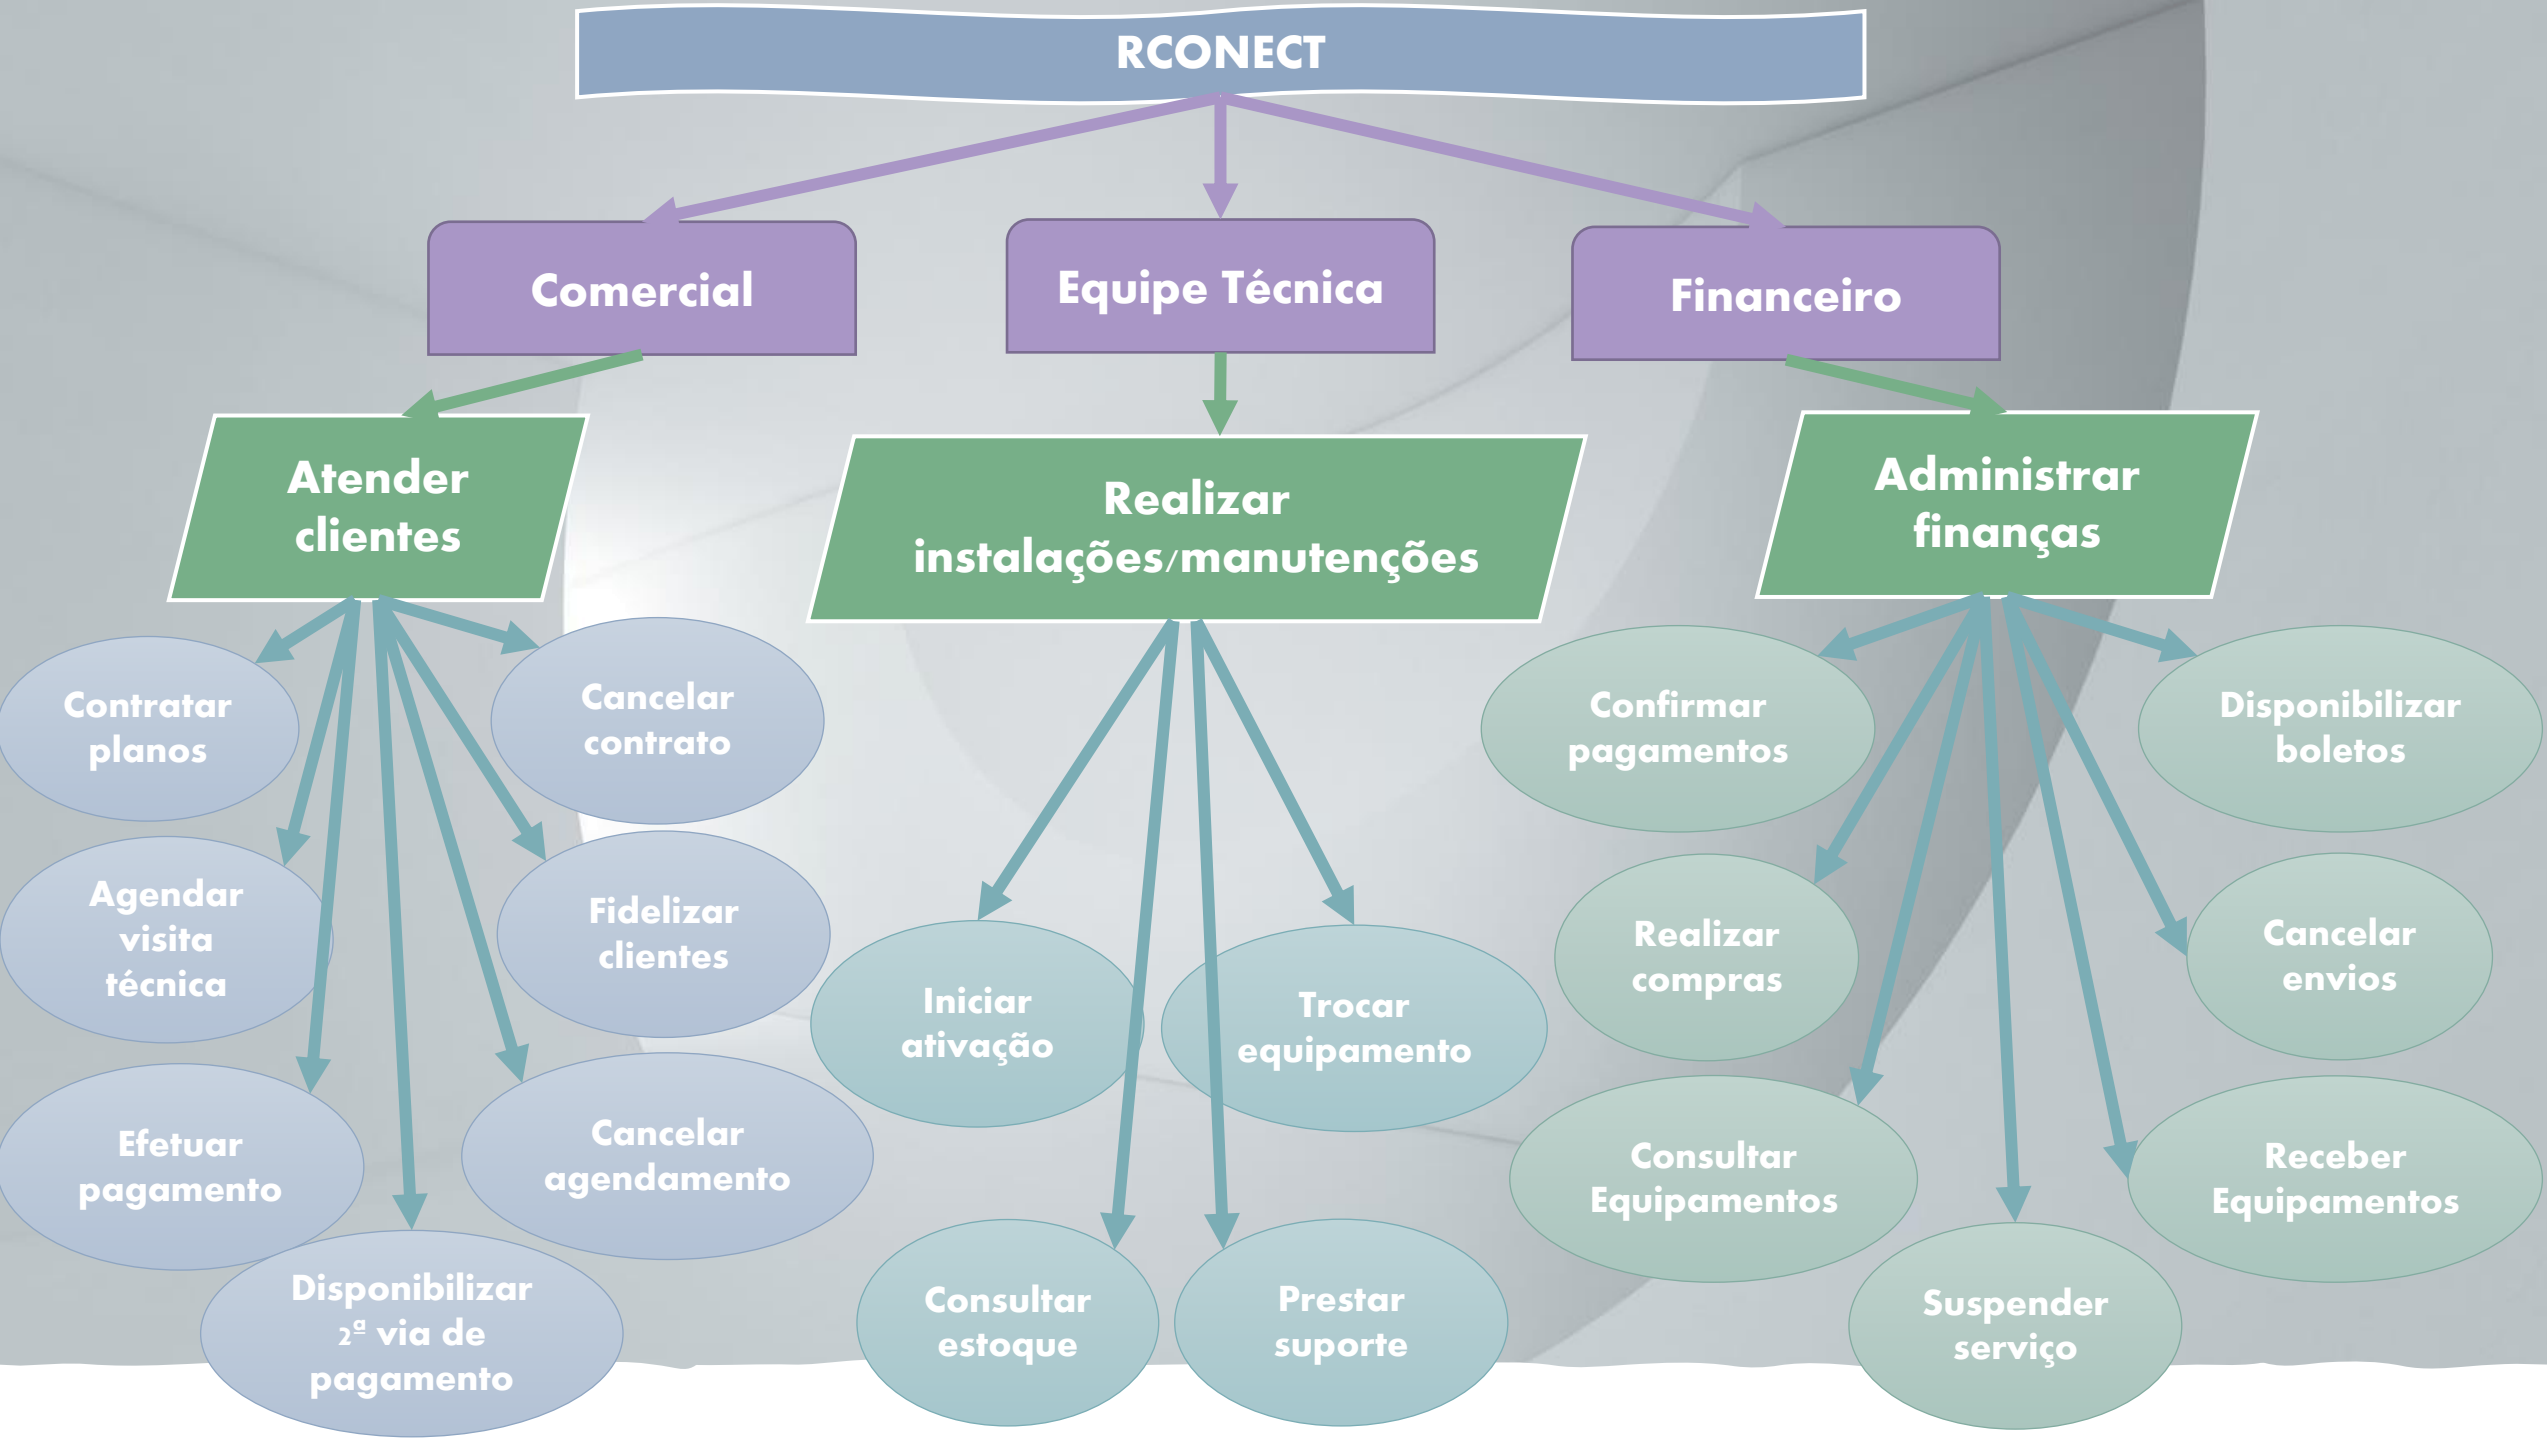 RCONECT
Comercial
Equipe Técnica
Financeiro
Atender
clientes
Realizar
instalações/manutenções
Administrar
finanças
Contratar
planos
Cancelar
contrato
Agendar
visita
técnica
Fidelizar
clientes
Efetuar
pagamento
Cancelar
agendamento
Disponibilizar
2ª via de
pagamento
Iniciar
ativação
Trocar
equipamento
Consultar
estoque
Prestar
suporte
Confirmar
pagamentos
Disponibilizar
boletos
Realizar
compras
Cancelar
envios
Consultar
Equipamentos
Receber
Equipamentos
Suspender
serviço